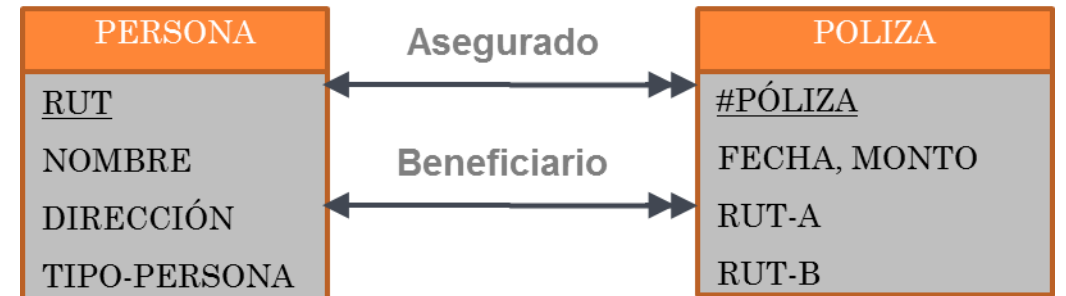 PERSONA
RUT
NOMBRE
DIRECCIÓN
TIPO-PERSONA
Asegurado
Beneficiario
POLIZA
#PÓLIZA
FECHA, MONTO
RUT-A
RUT-B